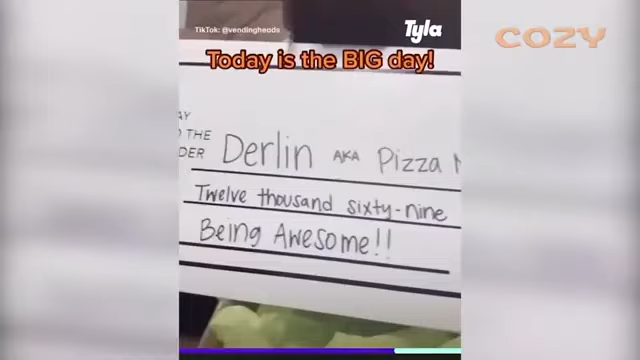 TikTok: @vendingheads
Tyla
COZY
Today is the BIG day!
AY
THE
DER
Derlin AKA Pizza
Twelve thousand sixty-nine
Being Awesome!!